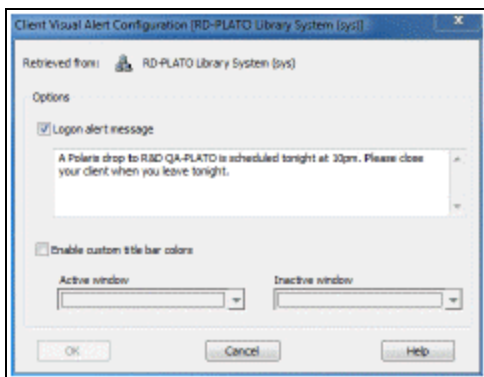 Client Visual Alert Configuration [RD-PLATO Library System (sys)]
Retrieved from: RD-PLATO Library System (sys)
Options
Logon alert message
A Polaris drop to R&D QA-PLATO is scheduled tonight at 10pm. Please close
your client when you leave tonight.
Enable custom title bar colors
Active window Inactive window
OK Cancel Help